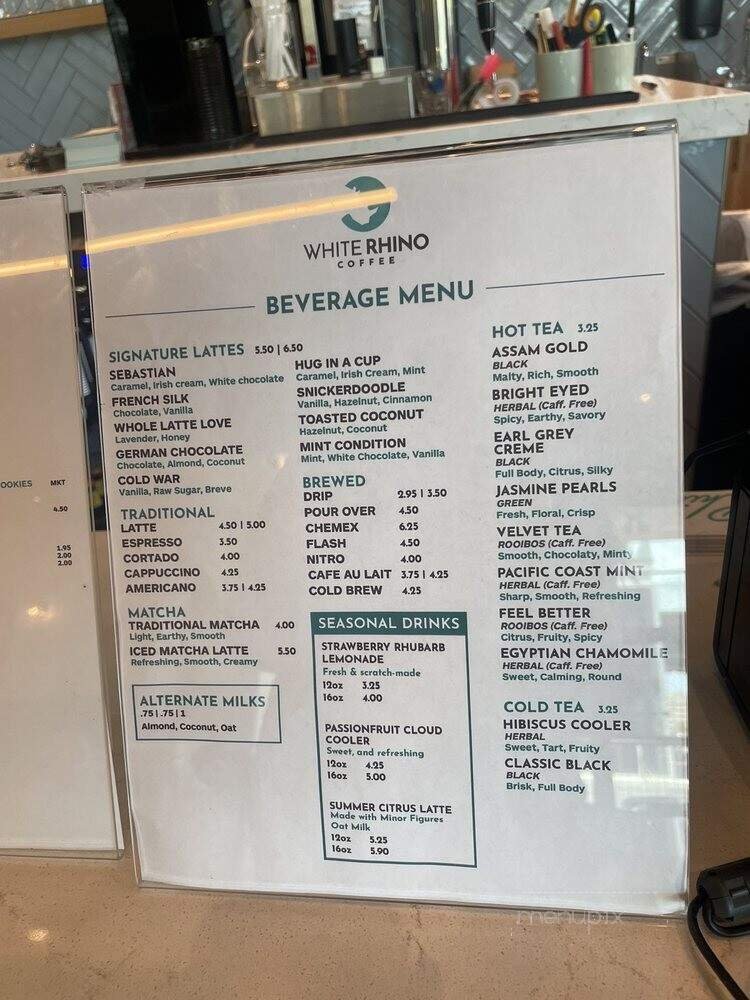 WHITE RHINO
COFFEE
BEVERAGE MENU
SIGNATURE LATTES 5.50 | 6.50
SEBASTIAN
Caramel, Irish cream, White chocolate
FRENCH SILK
Chocolate, Vanilla
WHOLE LATTE LOVE
Lavender, Honey
GERMAN CHOCOLATE
Chocolate, Almond, Coconut
COLD WAR
Vanilla, Raw Sugar, Breve
HUG IN A CUP
Caramel, Irish Cream, Mint
SNICKERDOODLE
Vanilla, Hazelnut, Cinnamon
TOASTED COCONUT
Hazelnut, Coconut
MINT CONDITION
Mint, White Chocolate, Vanilla
TRADITIONAL
LATTE 4.50 | 5.00
ESPRESSO 3.50
CORTADO 4.00
CAPPUCCINO 4.25
AMERICANO 3.75 | 4.25
MATCHA
TRADITIONAL MATCHA 4.00
Light, Earthy, Smooth
ICED MATCHA LATTE 5.50
Refreshing, Smooth, Creamy
ALTERNATE MILKS
.75 | .75 | 1
Almond, Coconut, Oat
BREWED
DRIP 2.95 | 3.50
POUR OVER 4.50
CHEMEX 6.25
FLASH 4.50
NITRO 4.00
CAFE AU LAIT 3.75 | 4.25
COLD BREW 4.25
SEASONAL DRINKS
STRAWBERRY RHUBARB
LEMONADE
Fresh & scratch-made
12oz 3.25
16oz 4.00
PASSIONFRUIT CLOUD
COOLER
Sweet, and refreshing
12oz 4.25
16oz 5.00
SUMMER CITRUS LATTE
Made with Minor Figures
Oat Milk
12oz 5.25
16oz 5.90
HOT TEA 3.25
ASSAM GOLD
BLACK
Malty, Rich, Smooth
BRIGHT EYED
HERBAL (Caff. Free)
Spicy, Earthy, Savory
EARL GREY
CREME
BLACK
Full Body, Citrus, Silky
JASMINE PEARLS
GREEN
Fresh, Floral, Crisp
VELVET TEA
ROOIBOS (Caff. Free)
Smooth, Chocolaty, Minty
PACIFIC COAST MINT
HERBAL (Caff. Free)
Sharp, Smooth, Refreshing
FEEL BETTER
ROOIBOS (Caff. Free)
Citrus, Fruity, Spicy
EGYPTIAN CHAMOMILE
HERBAL (Caff. Free)
Sweet, Calming, Round
COLD TEA 3.25
HIBISCUS COOLER
HERBAL
Sweet, Tart, Fruity
CLASSIC BLACK
BLACK
Brisk, Full Body
OOKIES MKT
4.50
1.95
2.00
2.00
menupix